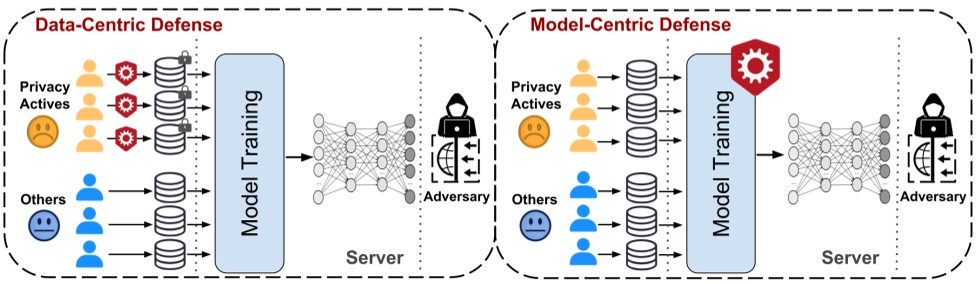 Data-Centric Defense
Privacy
Actives
Others
Model Training
Server
Adversary
Model-Centric Defense
Privacy
Actives
Others
Model Training
Server
Adversary